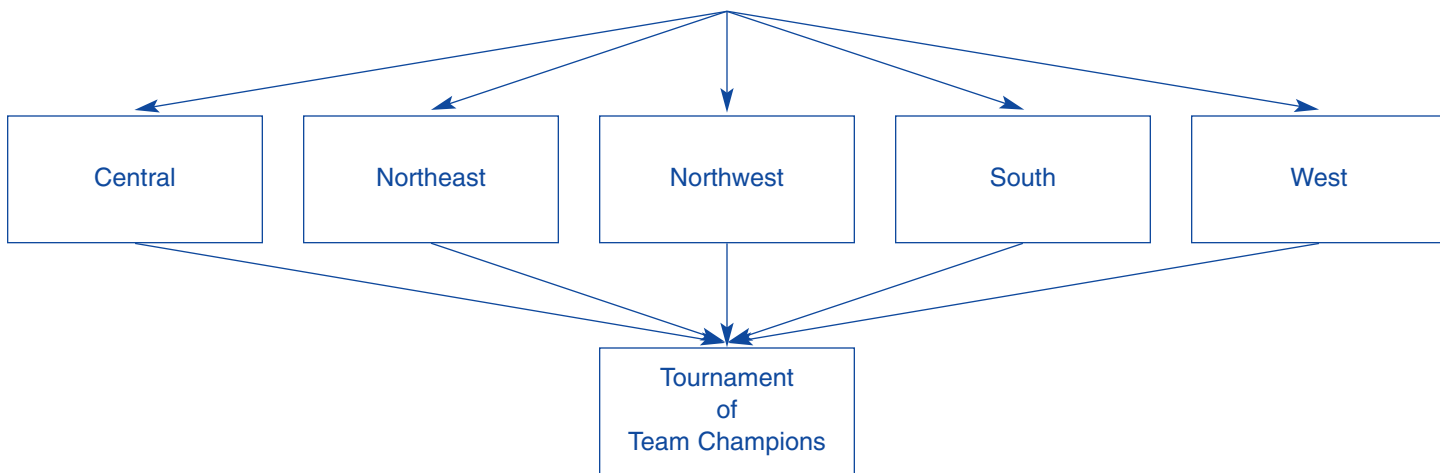 Central
Northeast
Northwest
South
West
Tournament
of
Team Champions